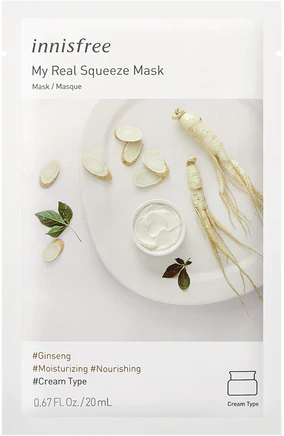 innisfree
My Real Squeeze Mask
Mask / Masque
#Ginseng
#Moisturizing #Nourishing
#Cream Type
0.67 Fl. Oz. / 20 mL
Cream Type